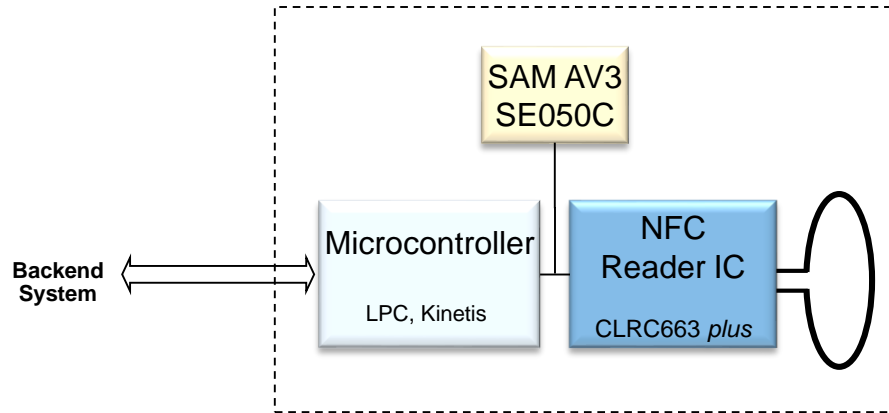 SAM AV3
SE050C
Microcontroller
LPC, Kinetis
NFC
Reader IC
CLRC663 plus
Backend
System